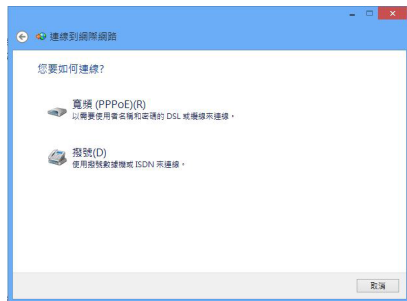 連線到網際網路
您要如何連線?
寬頻 (PPPoE)(R)
以需要使用者名稱和密碼的 DSL 或纜線來連線。
撥號(D)
使用撥號數據機或 ISDN 來連線。
取消